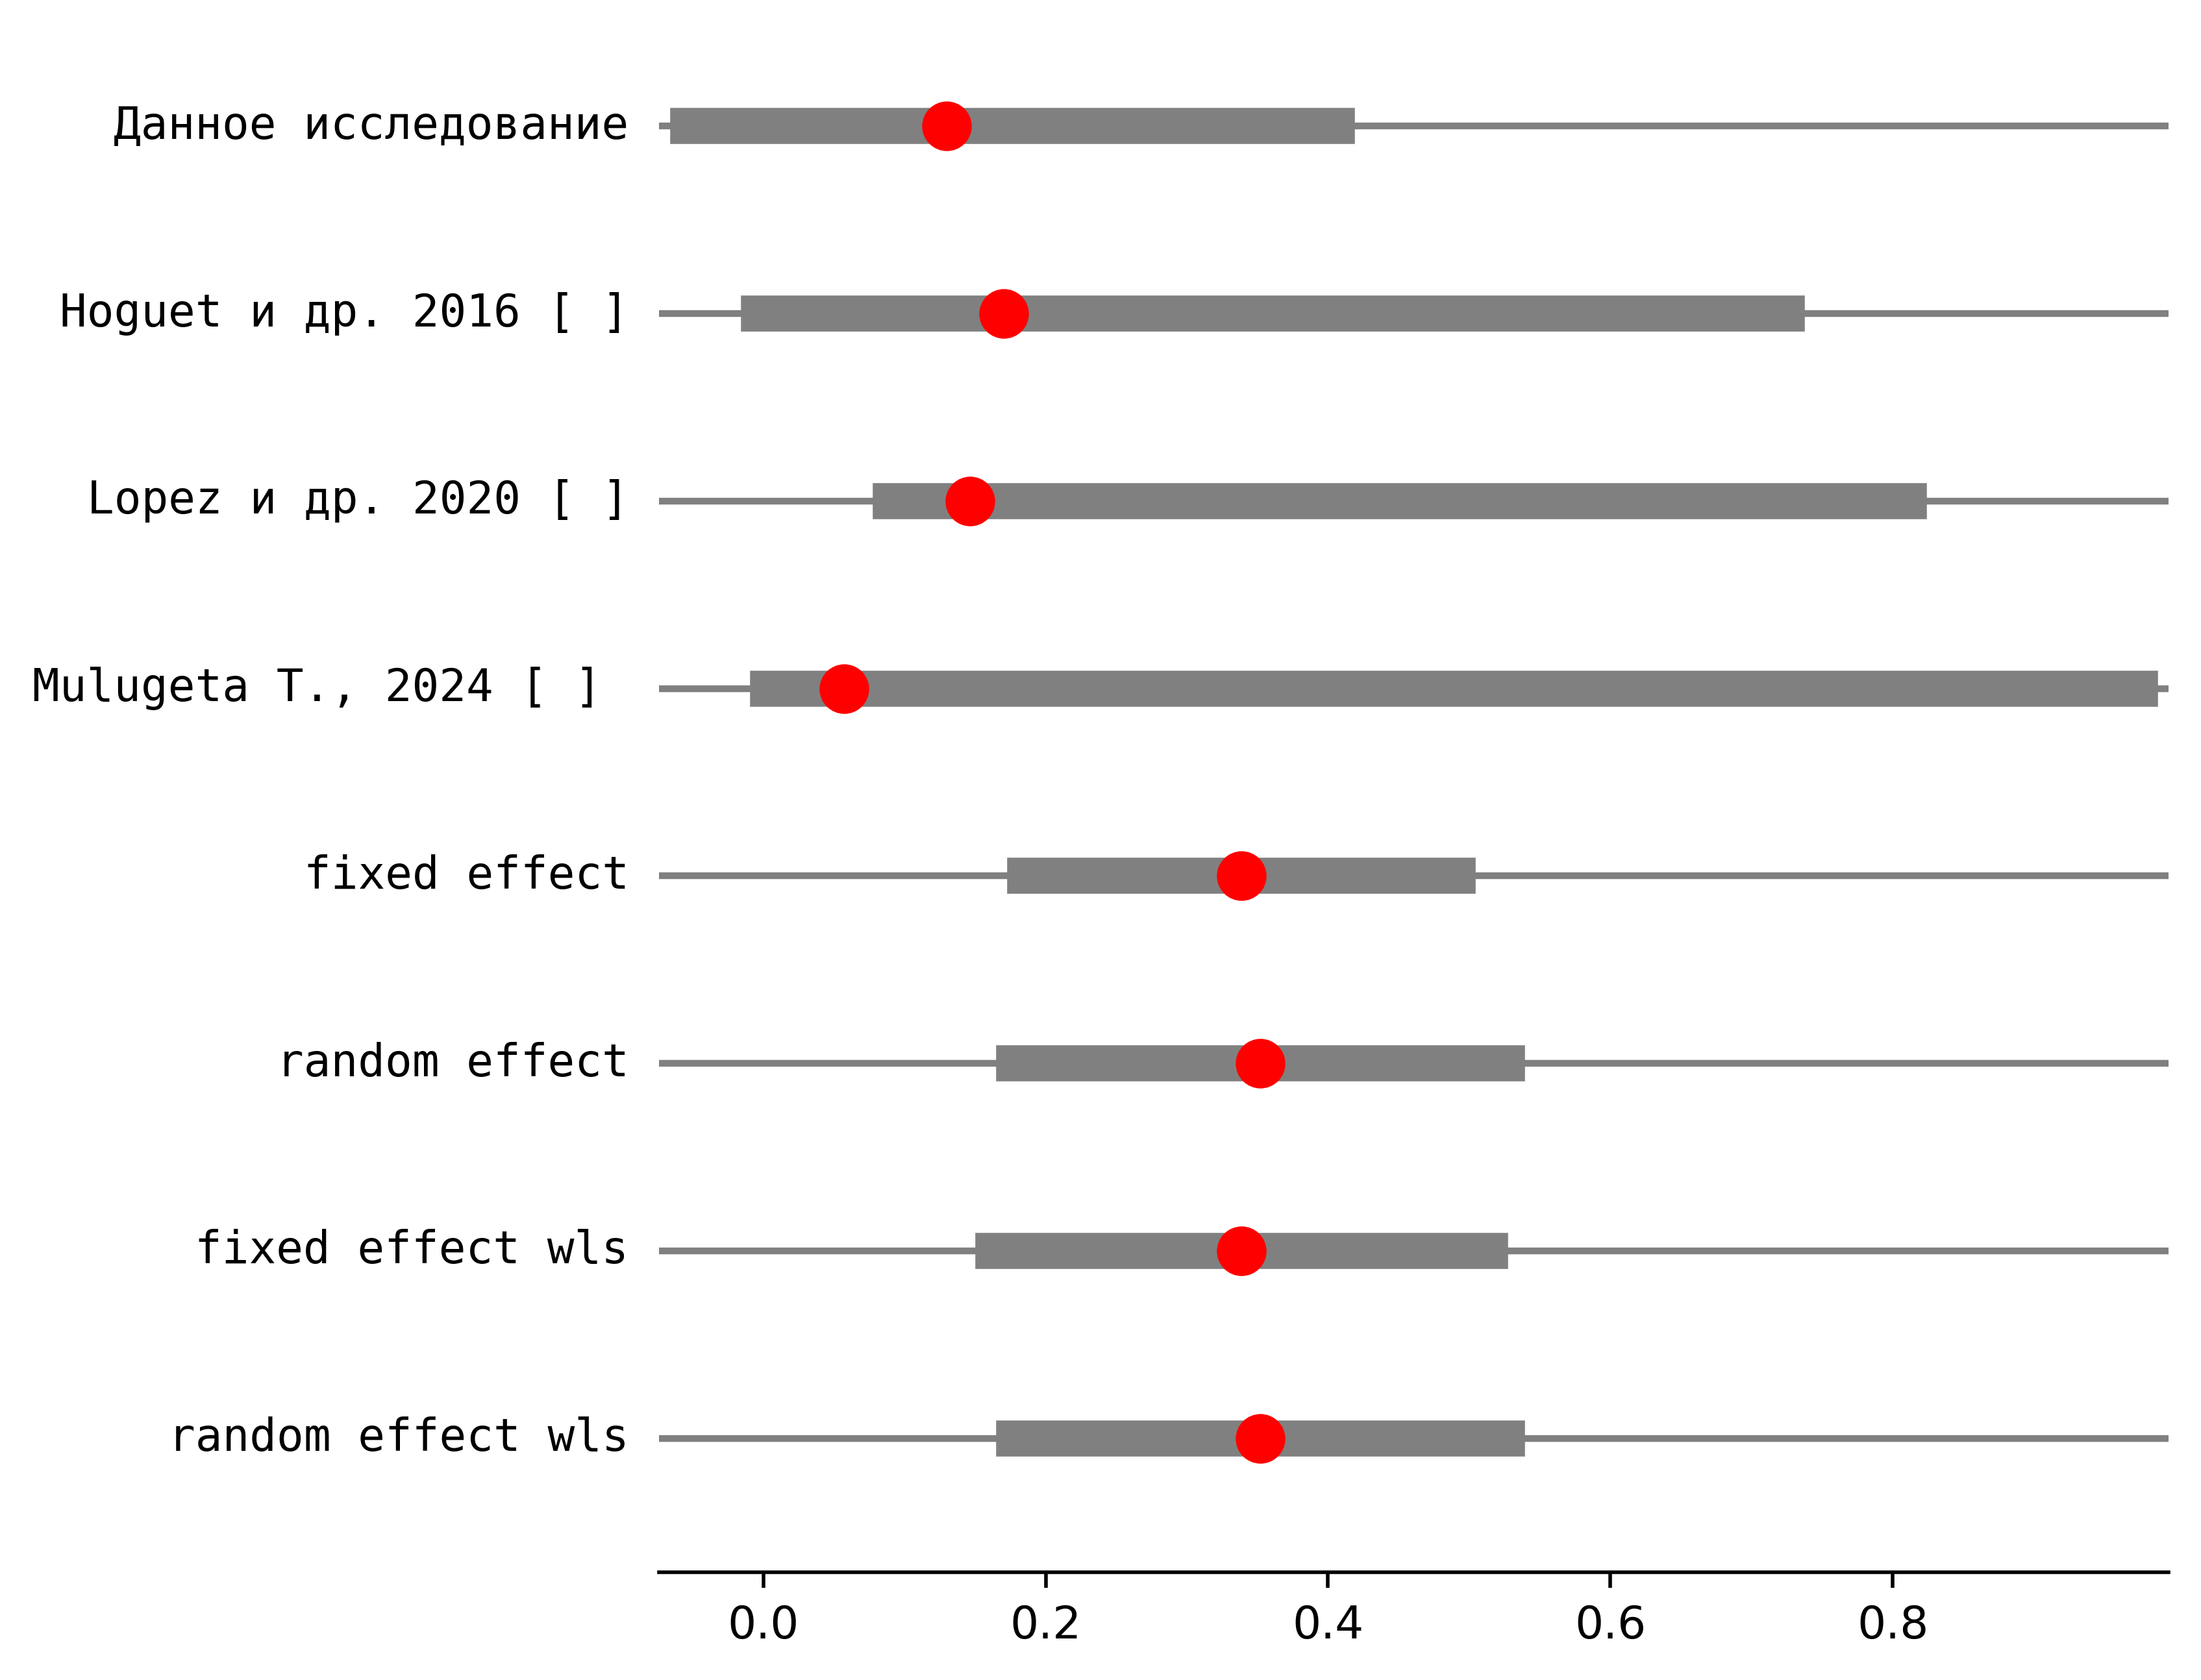 Данное исследование
Hoguet и др. 2016 [ ]
Lopez и др. 2020 [ ]
Mulugeta T., 2024 [ ]
fixed effect
random effect
fixed effect wls
random effect wls
0.0 0.2 0.4 0.6 0.8